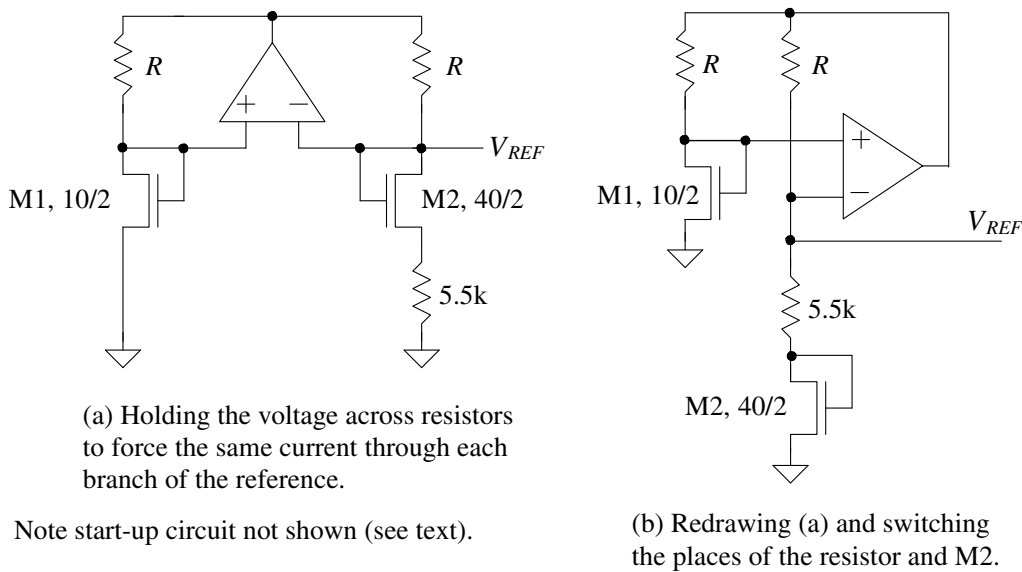 R
R
+
−
V_REF
M1, 10/2
M2, 40/2
5.5k
(a) Holding the voltage across resistors
to force the same current through each
branch of the reference.
Note start-up circuit not shown (see text).
R
R
+
−
M1, 10/2
V_REF
5.5k
M2, 40/2
(b) Redrawing (a) and switching
the places of the resistor and M2.